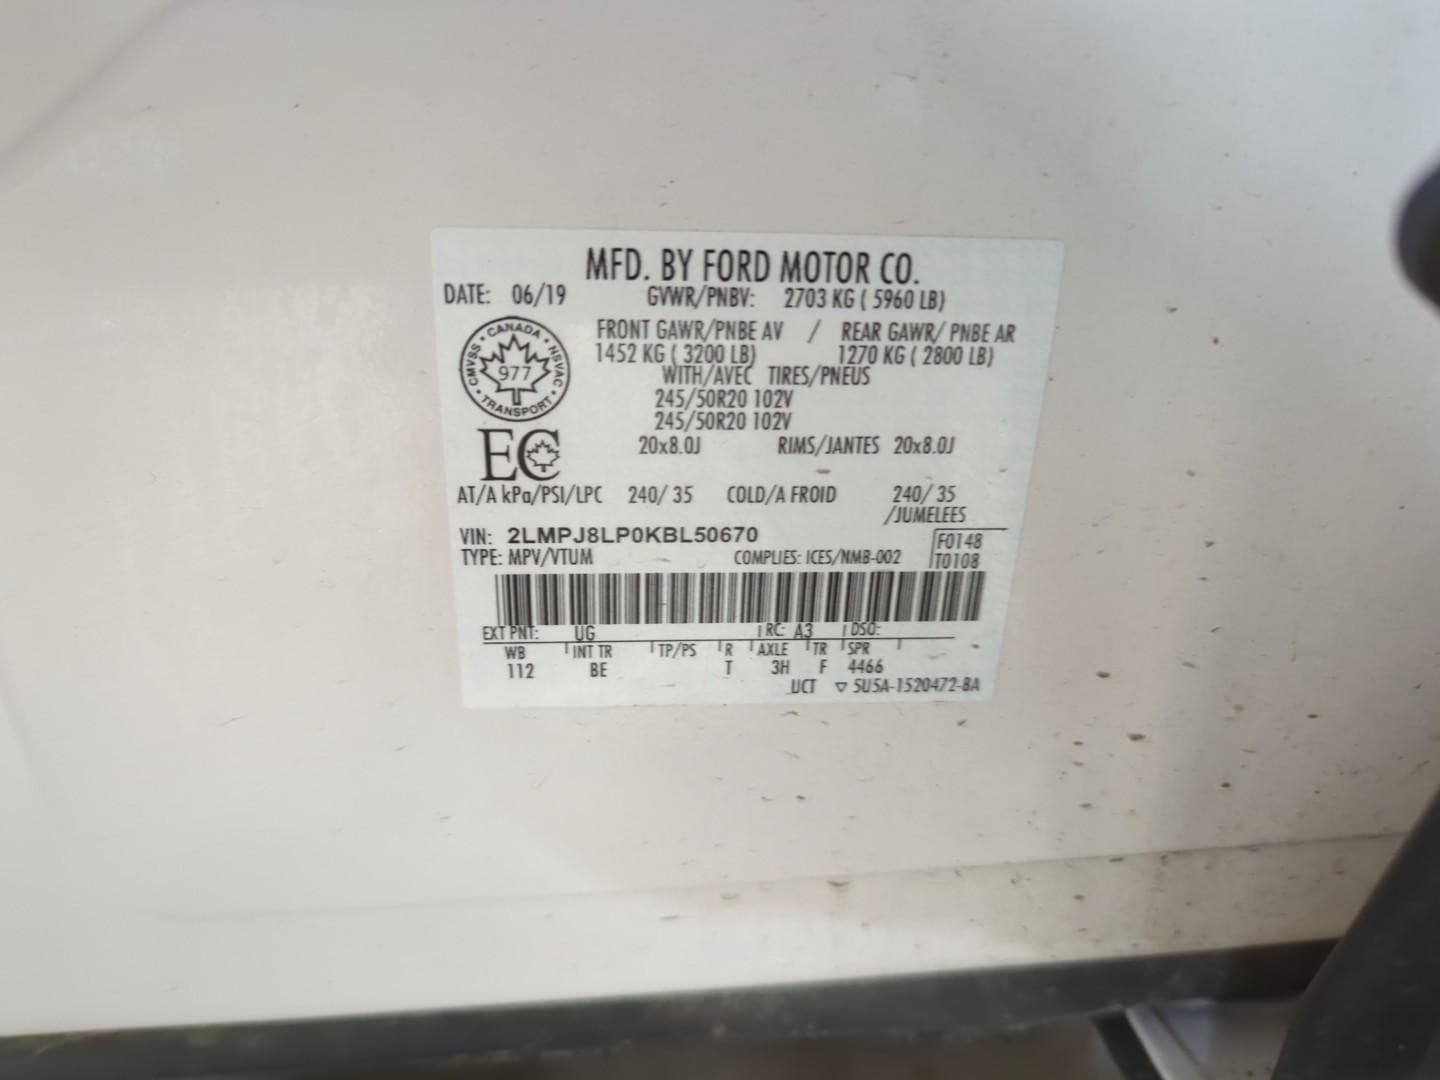 MFD. BY FORD MOTOR CO.
DATE: 06/19 GVWR/PNBV: 2703 KG ( 5960 LB)
FRONT GAWR/PNBE AV / REAR GAWR/ PNBE AR
1452 KG ( 3200 LB) 1270 KG ( 2800 LB)
WITH/AVEC TIRES/PNEUS
245/50R20 102V
245/50R20 102V
20x8.0J RIMS/JANTES 20x8.0J
CANADA
CMVSS 977 NSVAC
TRANSPORT
EC
AT/A kPa/PSI/LPC 240/ 35 COLD/A FROID 240/ 35
/JUMELEES
VIN: 2LMPJ8LP0KBL50670 F0148
TYPE: MPV/VTUM COMPLIES: ICES/NMB-002 T0108
EXT PNT: UG RC: A3 DSO:
WB INT TR TP/PS R AXLE TR SPR
112 BE T 3H F 4466
UCT ▽ 5U5A-1520472-BA